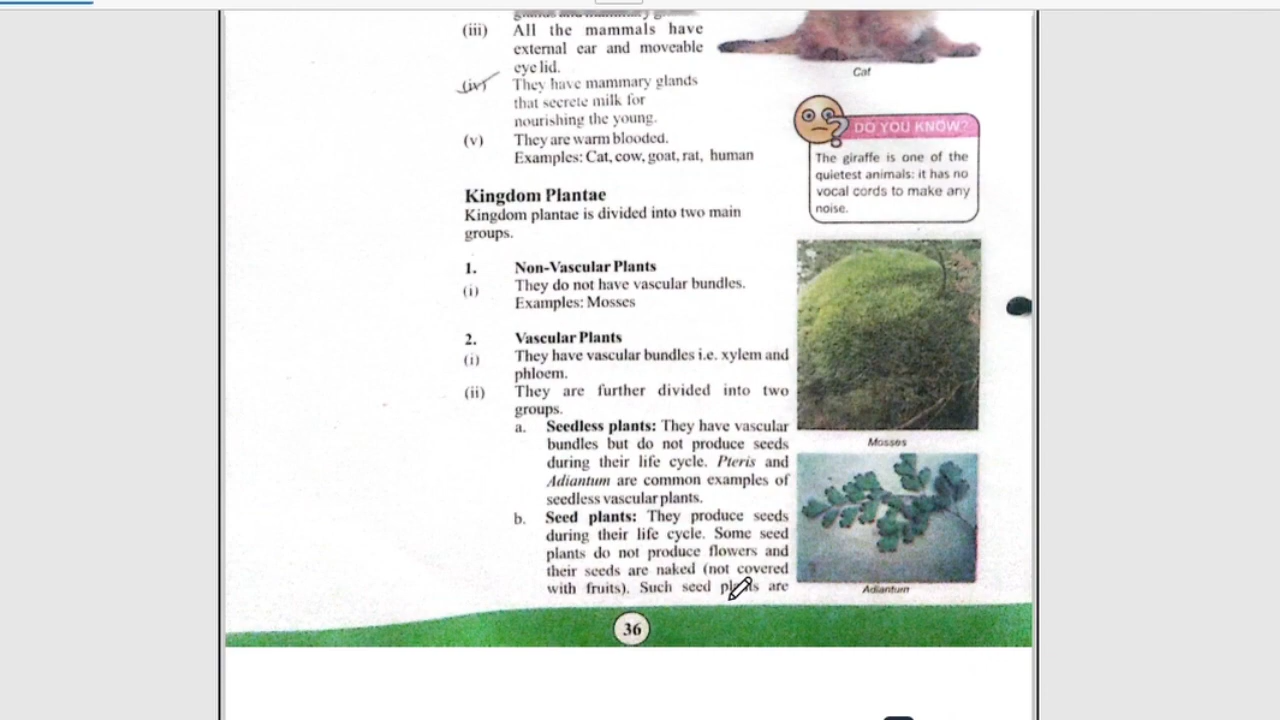 (iii) All the mammals have
external ear and moveable
eye lid.
(iv) They have mammary glands
that secrete milk for
nourishing the young.
(v) They are warm blooded.
Examples: Cat, cow, goat, rat, human
Cat
DO YOU KNOW?
The giraffe is one of the
quietest animals: it has no
vocal cords to make any
noise.
Kingdom Plantae
Kingdom plantae is divided into two main
groups.
1. Non-Vascular Plants
(i) They do not have vascular bundles.
Examples: Mosses
2. Vascular Plants
(i) They have vascular bundles i.e. xylem and
phloem.
(ii) They are further divided into two
groups.
a. Seedless plants: They have vascular
bundles but do not produce seeds
during their life cycle. Pteris and
Adiantum are common examples of
seedless vascular plants.
b. Seed plants: They produce seeds
during their life cycle. Some seed
plants do not produce flowers and
their seeds are naked (not covered
with fruits). Such seed plants are
Mosses
Adiantum
36